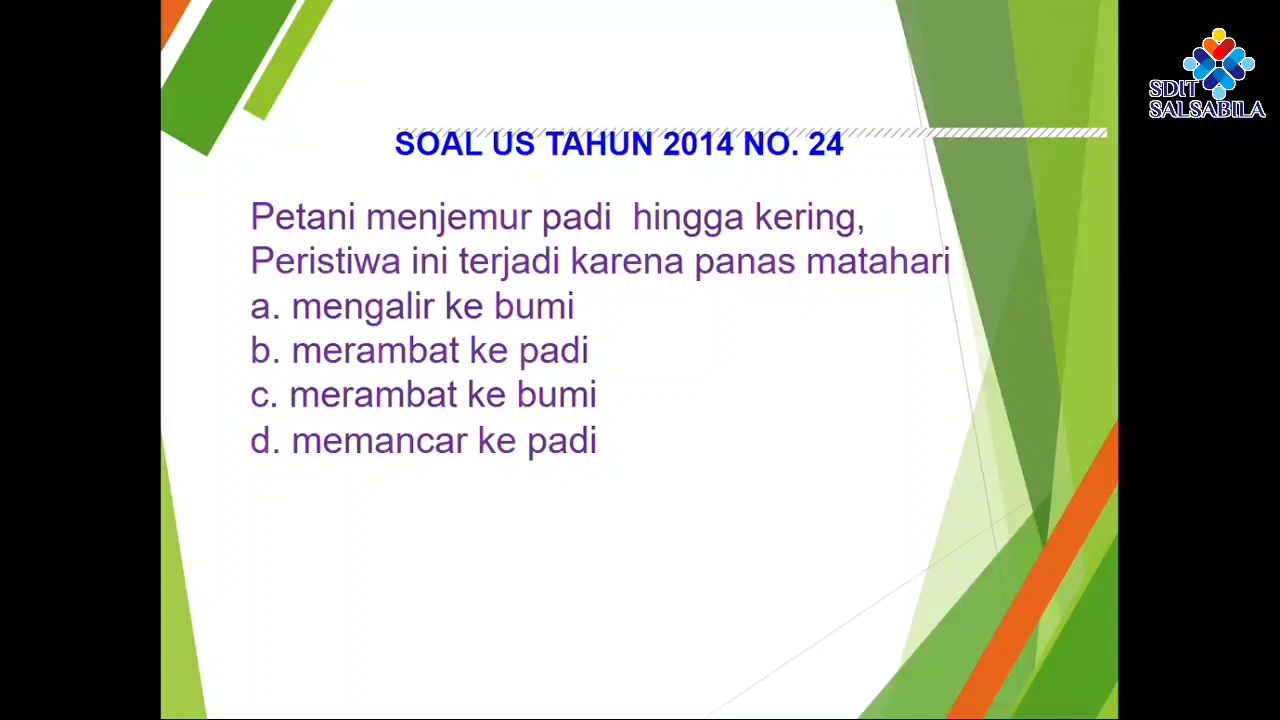 SDIT
SALSABILA
SOAL US TAHUN 2014 NO. 24
Petani menjemur padi hingga kering,
Peristiwa ini terjadi karena panas matahari
a. mengalir ke bumi
b. merambat ke padi
c. merambat ke bumi
d. memancar ke padi